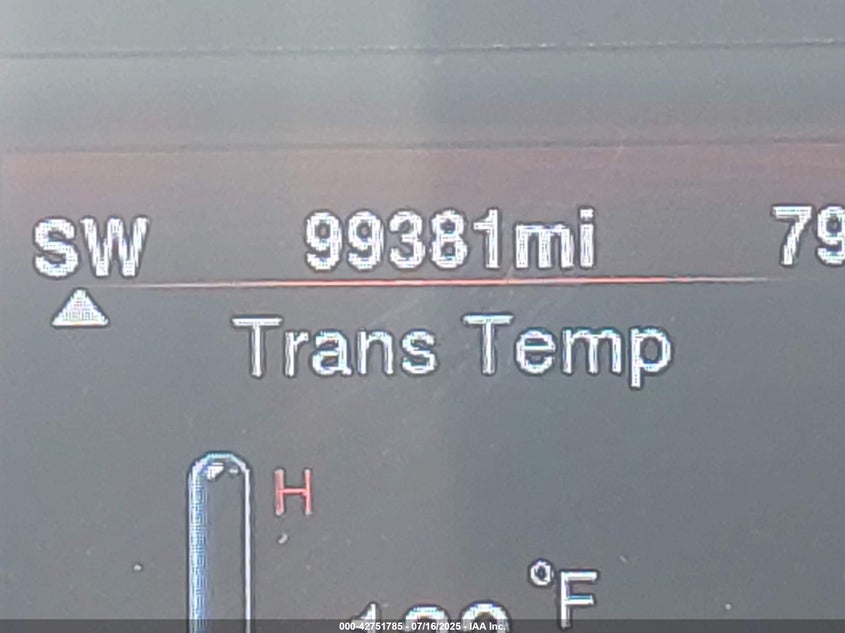 SW 99381mi 79
Trans Temp
H
°F
000-42751785 - 07/16/2025 - IAA Inc.